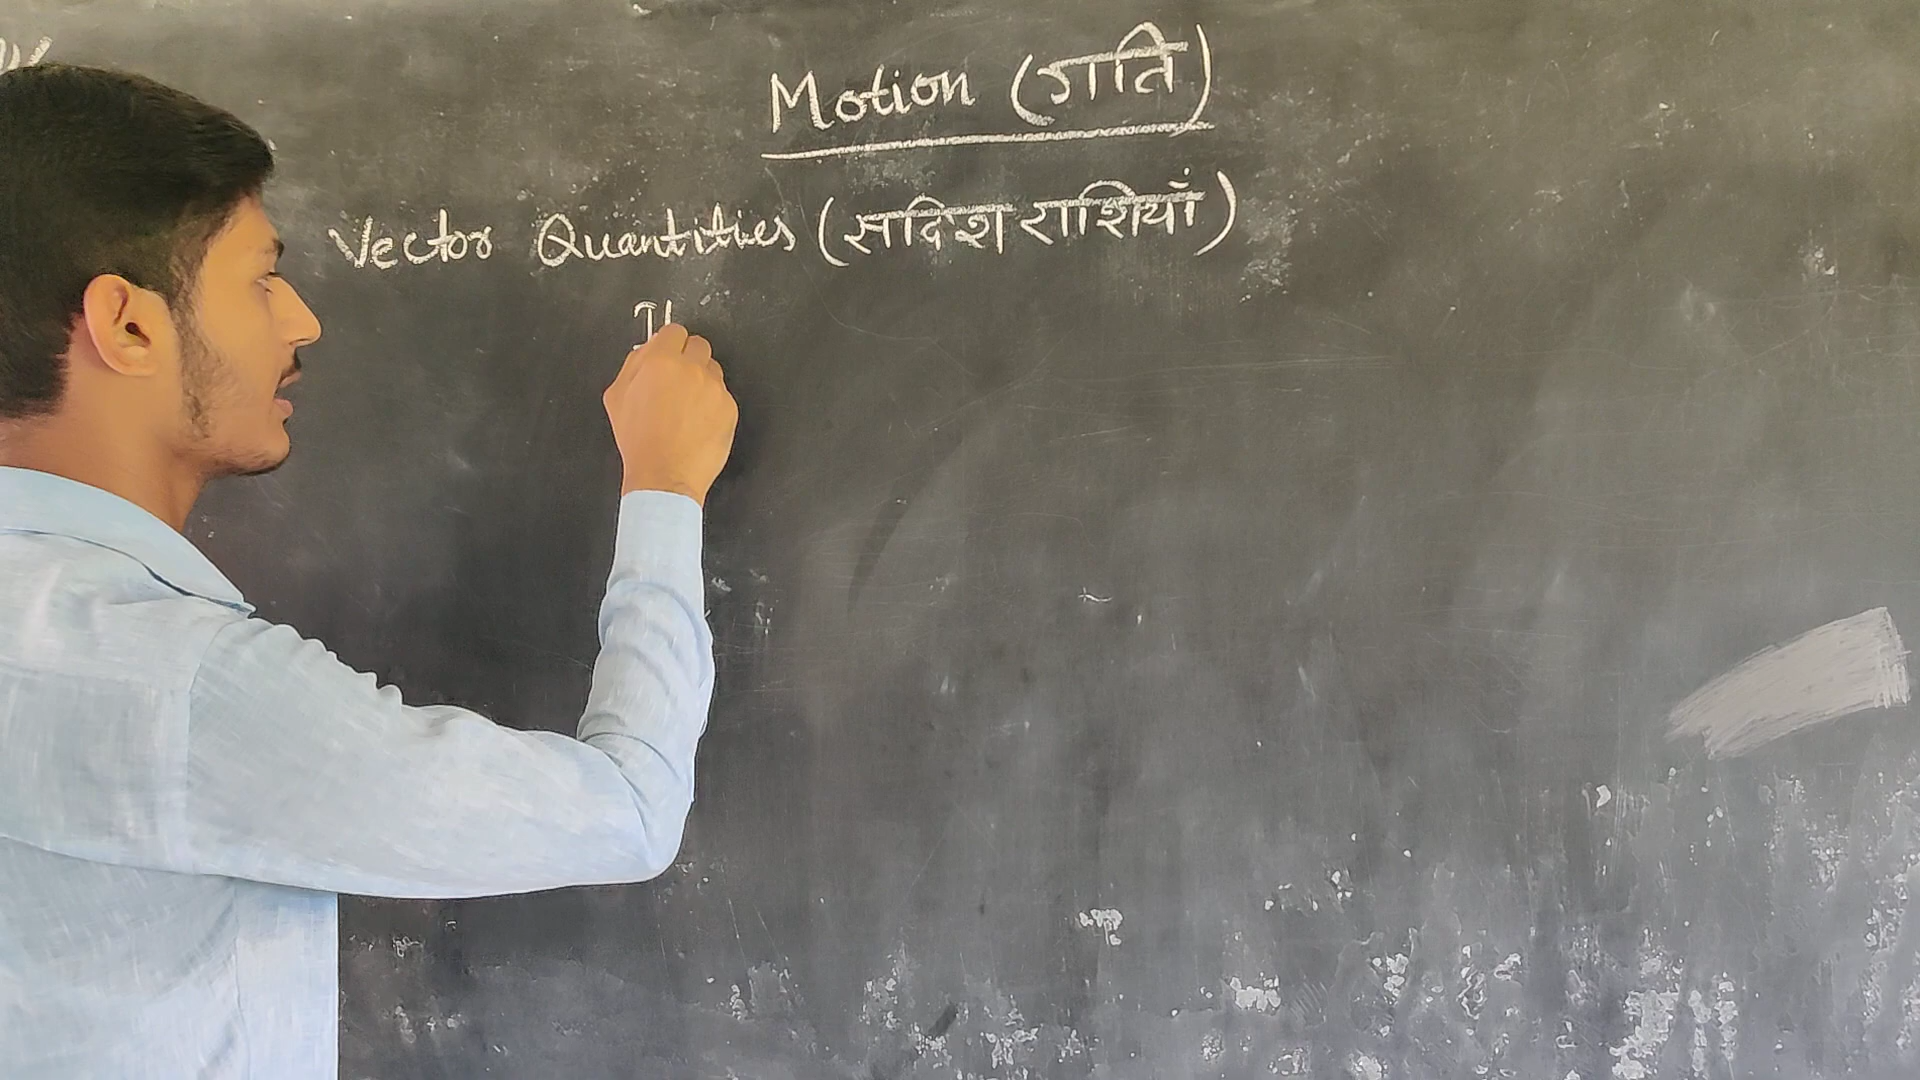 Motion (गति)
Vector Quantities (सदिश राशियाँ)